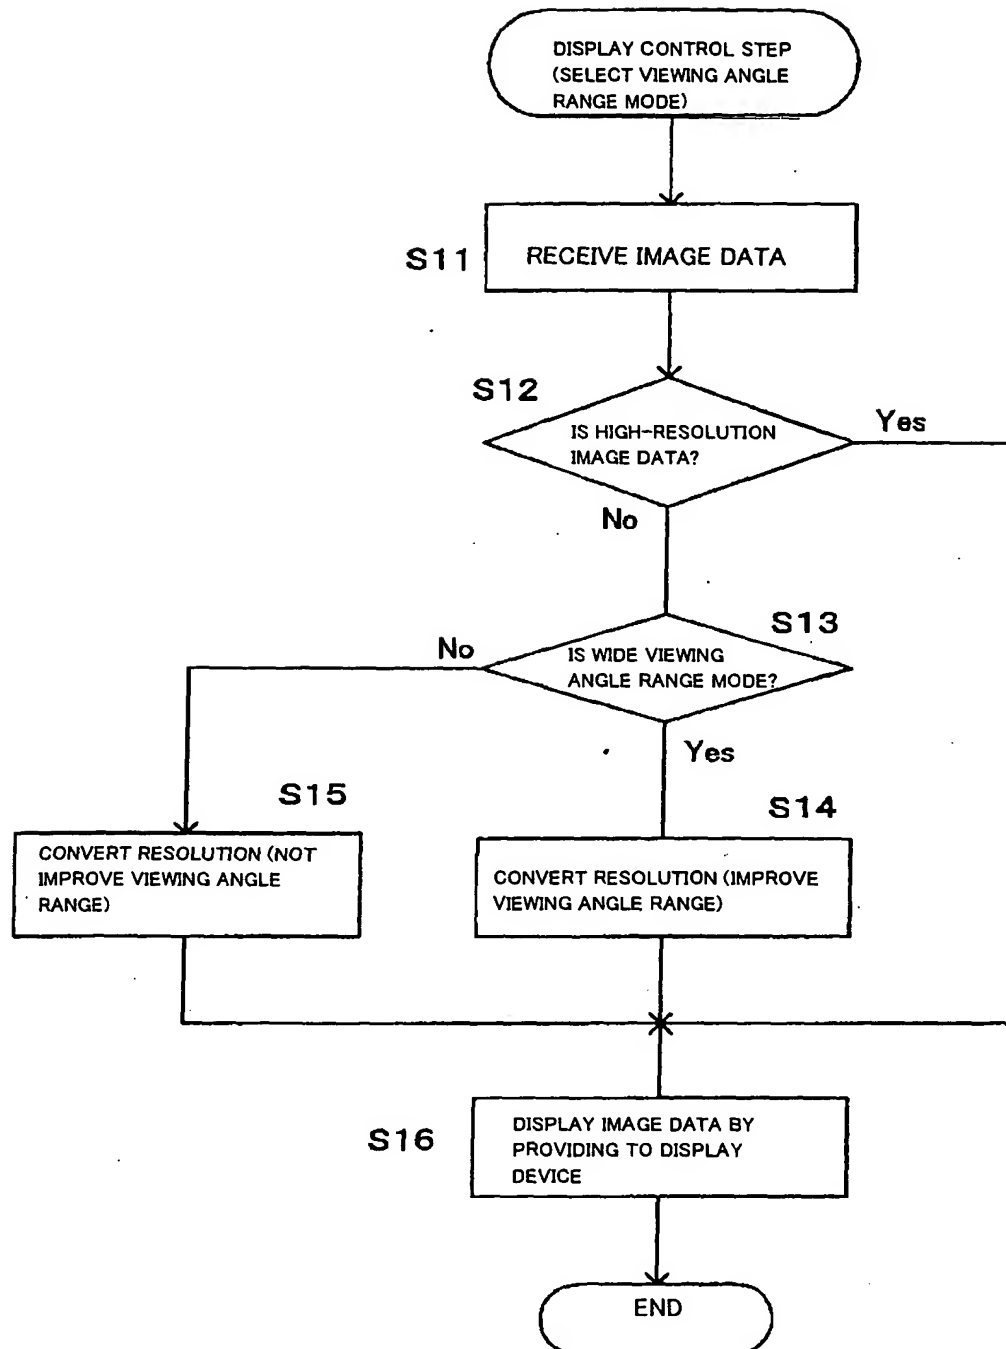 DISPLAY CONTROL STEP
(SELECT VIEWING ANGLE
RANGE MODE)
S11
RECEIVE IMAGE DATA
S12
IS HIGH-RESOLUTION
IMAGE DATA?
Yes
No
S13
IS WIDE VIEWING
ANGLE RANGE MODE?
No
Yes
S15
CONVERT RESOLUTION (NOT
IMPROVE VIEWING ANGLE
RANGE)
S14
CONVERT RESOLUTION (IMPROVE
VIEWING ANGLE RANGE)
S16
DISPLAY IMAGE DATA BY
PROVIDING TO DISPLAY
DEVICE
END